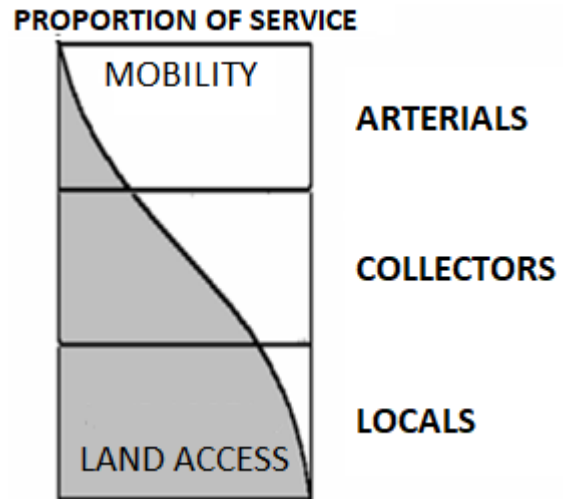 PROPORTION OF SERVICE
MOBILITY
ARTERIALS
COLLECTORS
LOCALS
LAND ACCESS